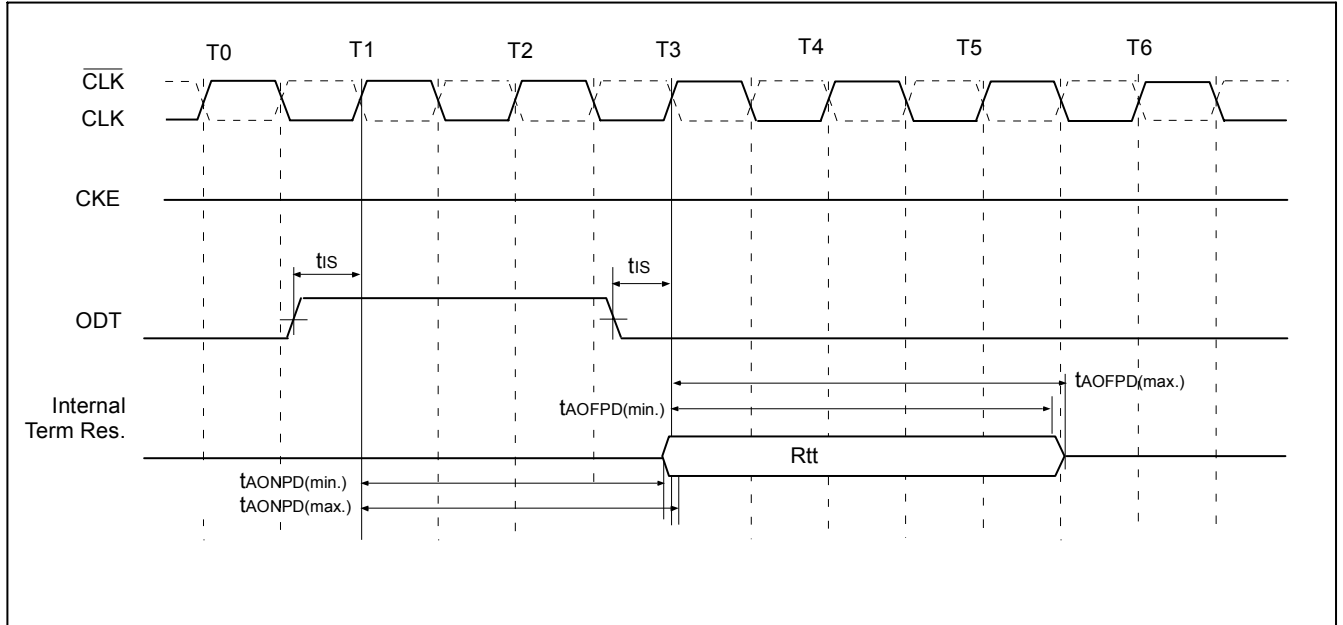 T0 T1 T2 T3 T4 T5 T6
CLK
CLK
CKE
tIS tIS
ODT
tAOFPD(max.)
tAOFPD(min.)
Internal
Term Res.
Rtt
tAONPD(min.)
tAONPD(max.)